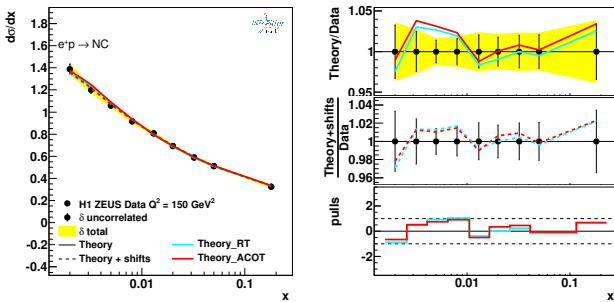 dσ/dx
1.8
1.6
1.4
1.2
1
0.8
0.6
0.4
0.2
0
-0.2
-0.4
e⁺p → NC
H1 ZEUS Data Q² = 150 GeV²
δ uncorrelated
δ total
Theory
Theory + shifts
Theory_RT
Theory_ACOT
0.01
0.1
x
Theory/Data
1.05
1
0.95
Theory+shifts
Data
1.04
1.02
1
0.98
0.96
pulls
2
0
-2
0.01
0.1
x